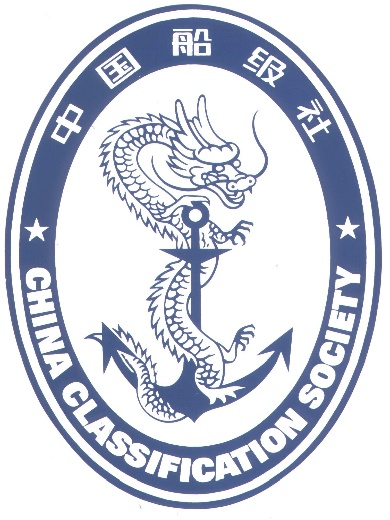 中国船级社
CHINA CLASSIFICATION SOCIETY